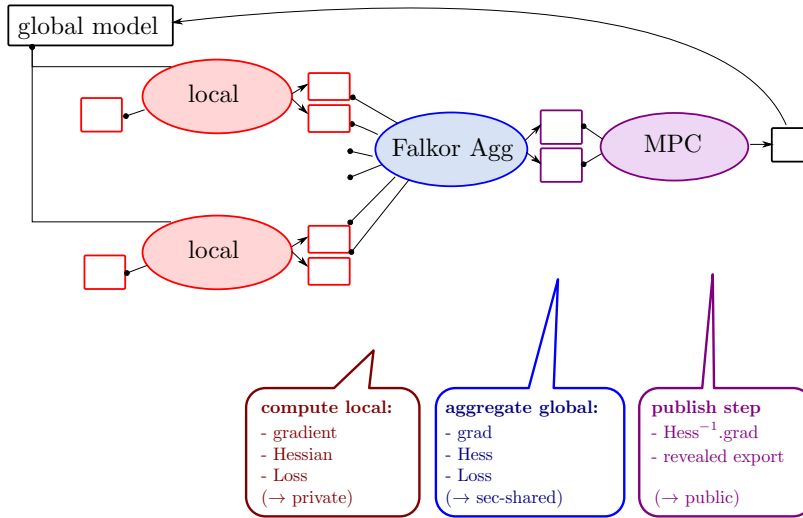 global model
local
Falkor Agg
MPC
local
compute local:
- gradient
- Hessian
- Loss
(→ private)
aggregate global:
- grad
- Hess
- Loss
(→ sec-shared)
publish step
- Hess⁻¹.grad
- revealed export
(→ public)